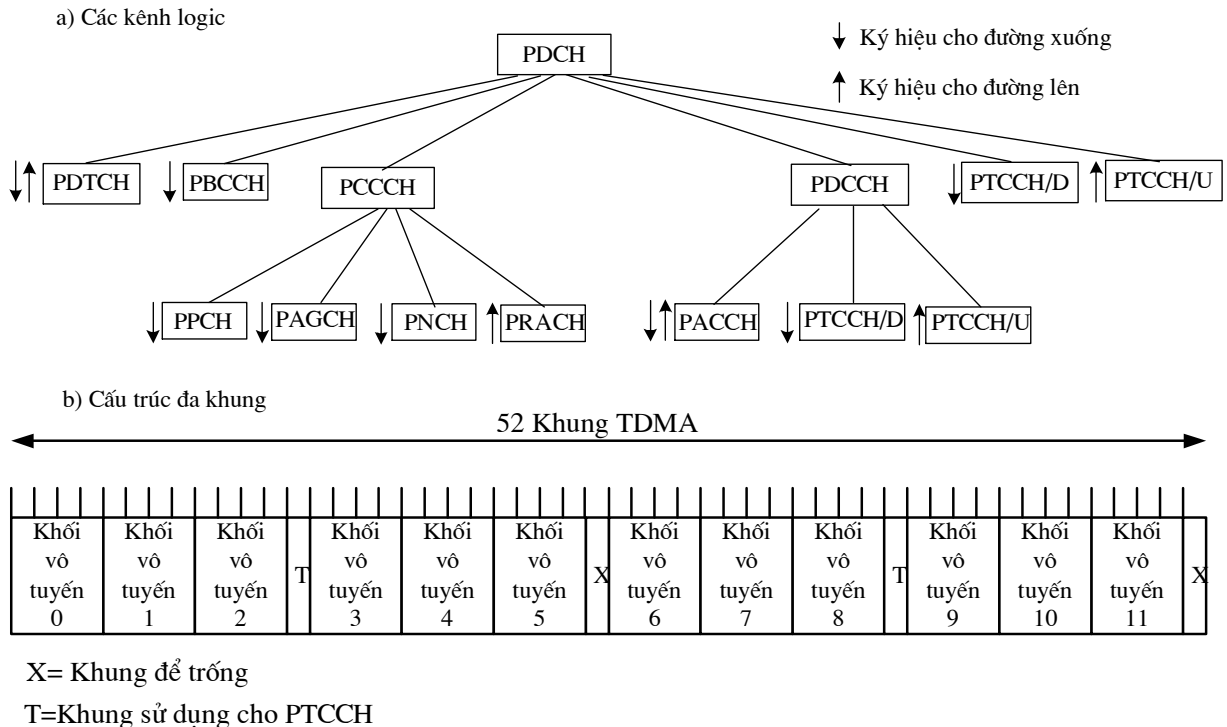 a) Các kênh logic
PDCH
Ký hiệu cho đường xuống
Ký hiệu cho đường lên
PDTCH
PBCCH
PCCCH
PDCCH
PTCCH/D
PTCCH/U
PPCH
PAGCH
PNCH
PRACH
PACCH
PTCCH/D
PTCCH/U
b) Cấu trúc đa khung
52 Khung TDMA
Khối
vô
tuyến
0
Khối
vô
tuyến
1
Khối
vô
tuyến
2
T
Khối
vô
tuyến
3
Khối
vô
tuyến
4
Khối
vô
tuyến
5
X
Khối
vô
tuyến
6
Khối
vô
tuyến
7
Khối
vô
tuyến
8
T
Khối
vô
tuyến
9
Khối
vô
tuyến
10
Khối
vô
tuyến
11
X
X= Khung để trống
T=Khung sử dụng cho PTCCH